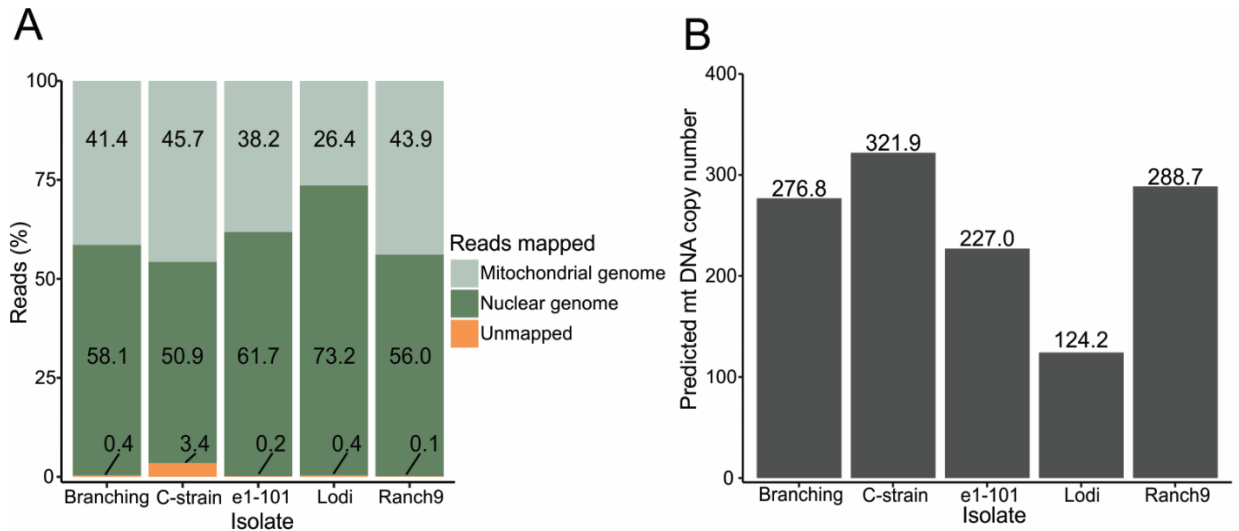 A
100
75
50
25
0
Reads (%)
41.4 45.7 38.2 26.4 43.9
58.1 50.9 61.7 73.2 56.0
0.4 3.4 0.2 0.4 0.1
Branching C-strain e1-101 Lodi Ranch9
Isolate
Reads mapped
Mitochondrial genome
Nuclear genome
Unmapped
B
400
300
200
100
0
Predicted mt DNA copy number
276.8 321.9 227.0 124.2 288.7
Branching C-strain e1-101 Lodi Ranch9
Isolate